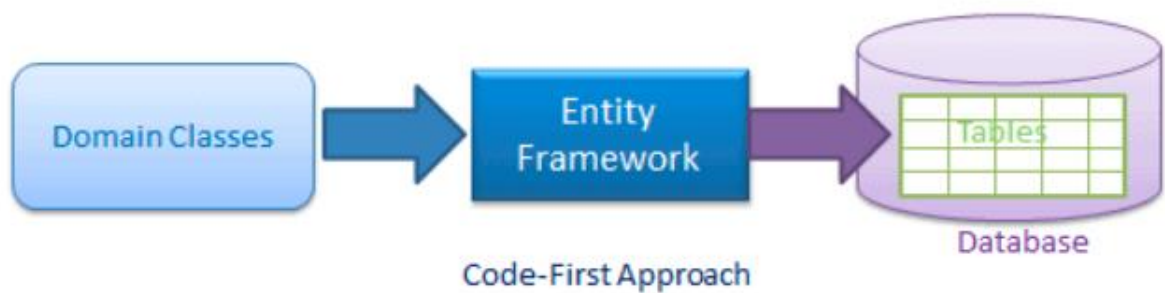 Domain Classes
Entity
Framework
Tables
Database
Code-First Approach